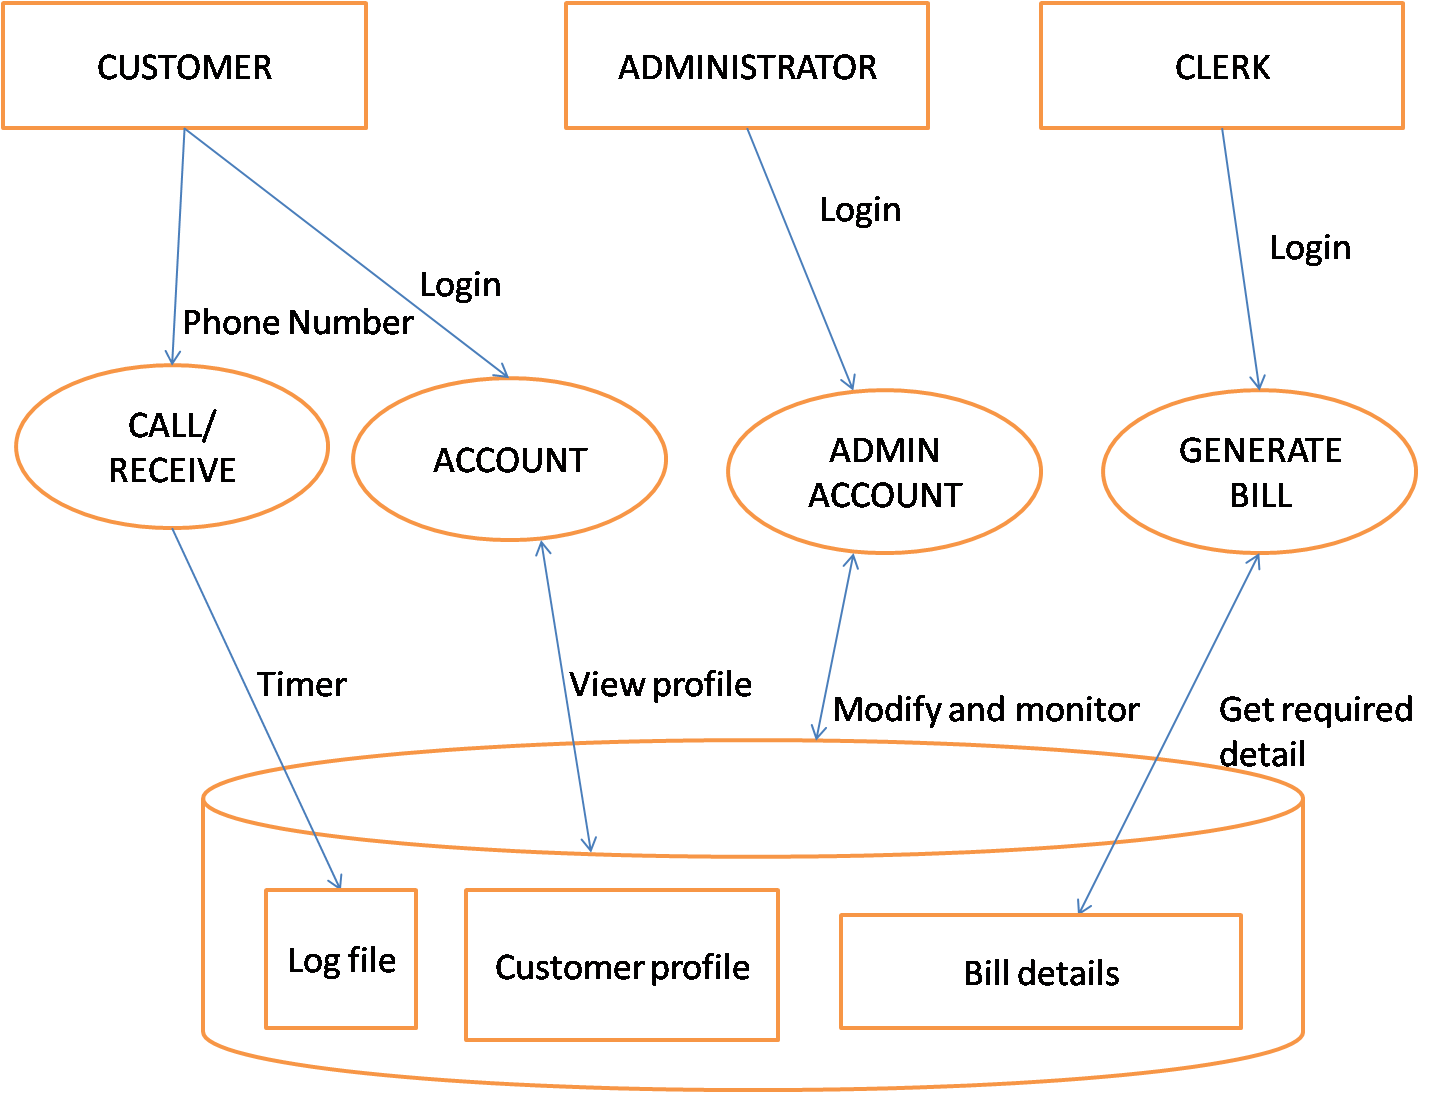 CUSTOMER
ADMINISTRATOR
CLERK
Login
Login
Login
Phone Number
CALL/
RECEIVE
ACCOUNT
ADMIN
ACCOUNT
GENERATE
BILL
Timer
View profile
Modify and monitor
Get required
detail
Log file
Customer profile
Bill details